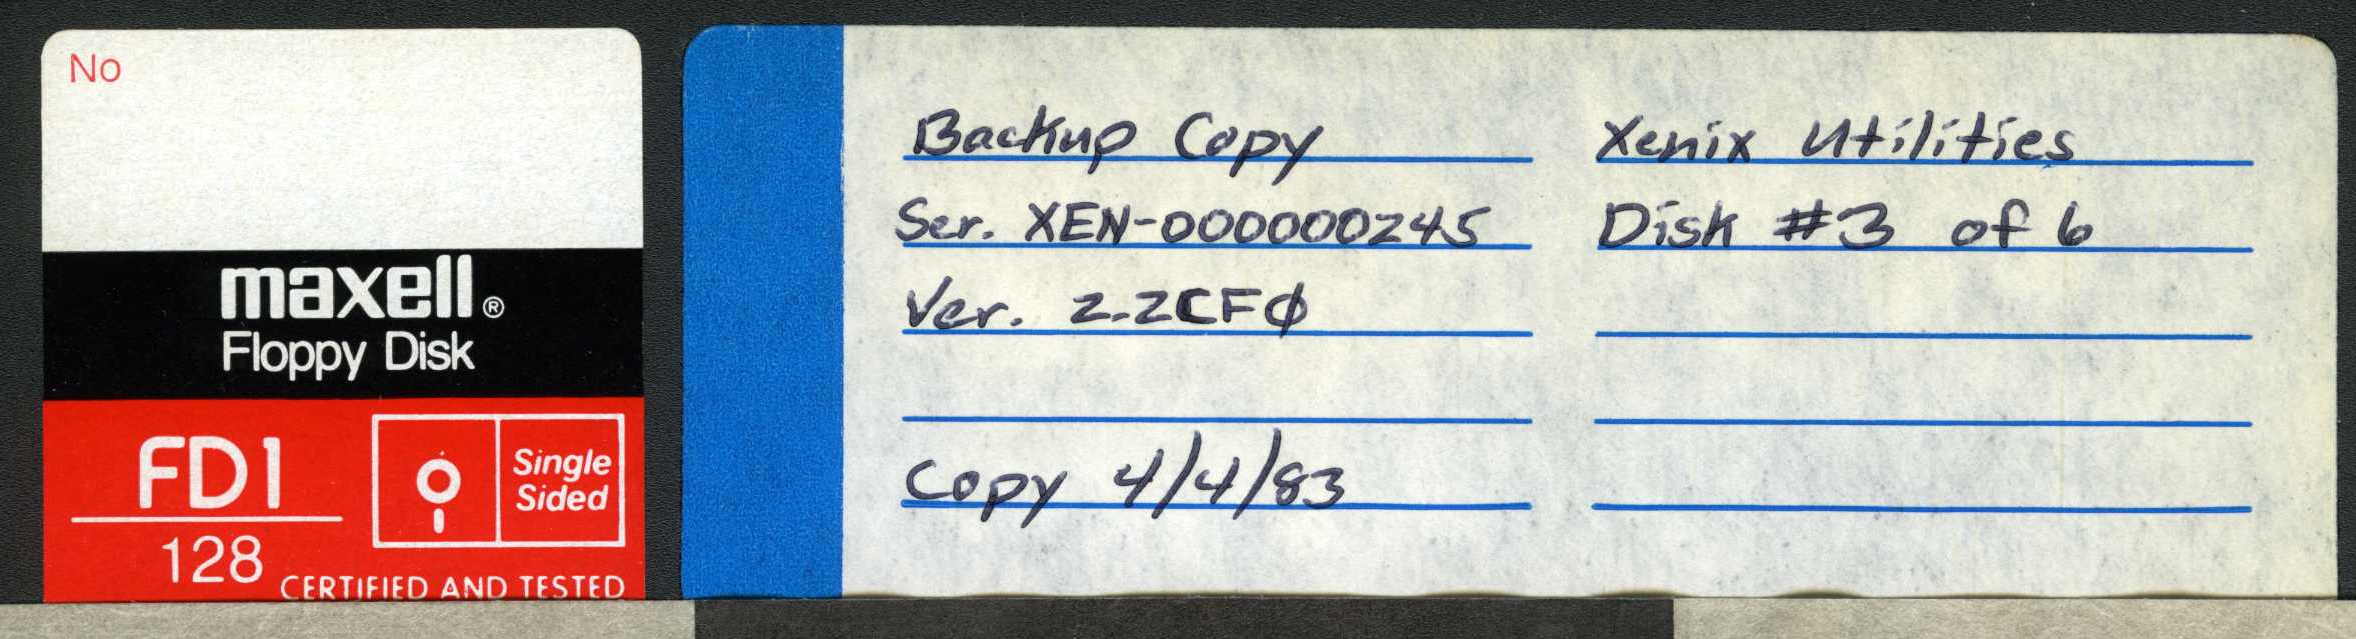 No
maxell®
Floppy Disk
FD1
128
Single
Sided
CERTIFIED AND TESTED
Backup Copy
Ser. XEN-000000245
Ver. 2.2CFØ
Copy 4/4/83
Xenix Utilities
Disk #3 of 6